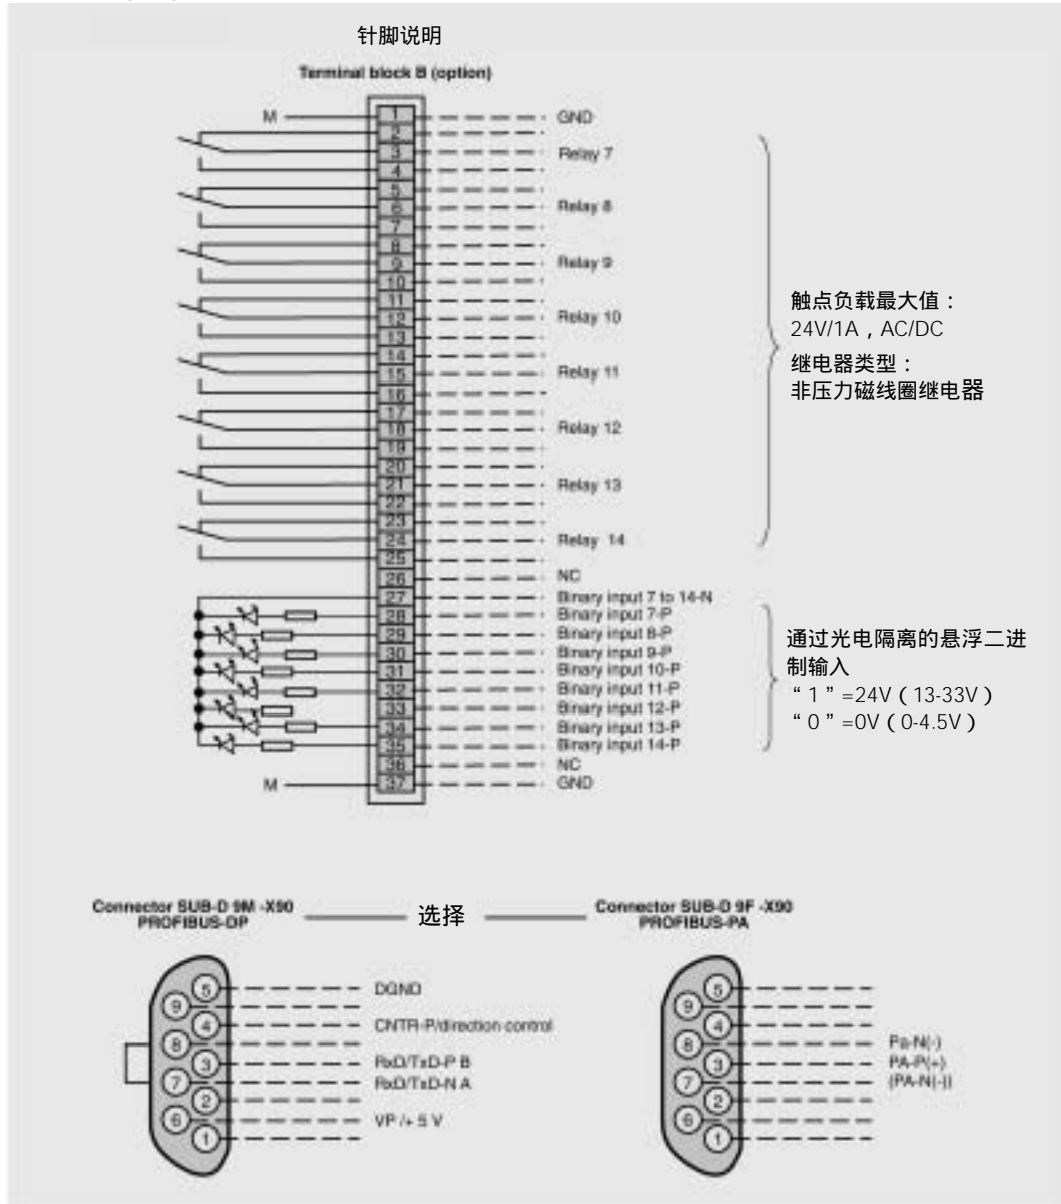 针脚说明
Terminal block B (option)
M 1 GND
2
3 Relay 7
4
5
6 Relay 8
7
8
9 Relay 9
10
11
12 Relay 10
13
14
15 Relay 11
16
17
18 Relay 12
19
20
21 Relay 13
22
23
24 Relay 14
25
26 NC
27 Binary input 7 to 14-N
28 Binary input 7-P
29 Binary input 8-P
30 Binary input 9-P
31 Binary input 10-P
32 Binary input 11-P
33 Binary input 12-P
34 Binary input 13-P
35 Binary input 14-P
36 NC
M 37 GND
触点负载最大值：
24V/1A，AC/DC
继电器类型：
非压力磁线圈继电器
通过光电隔离的悬浮二进
制输入
“1”=24V（13-33V）
“0”=0V（0-4.5V）
Connector SUB-D 9M -X90
PROFIBUS-DP
选择
Connector SUB-D 9F -X90
PROFIBUS-PA
5 DGND
9
4 CNTR-P/direction control
8
3 RxD/TxD-P B
7 RxD/TxD-N A
2
6 VP /+ 5 V
1
5
9
4
8 Pa-N(-)
3 PA-P(+)
7 (PA-N(-))
2
6
1